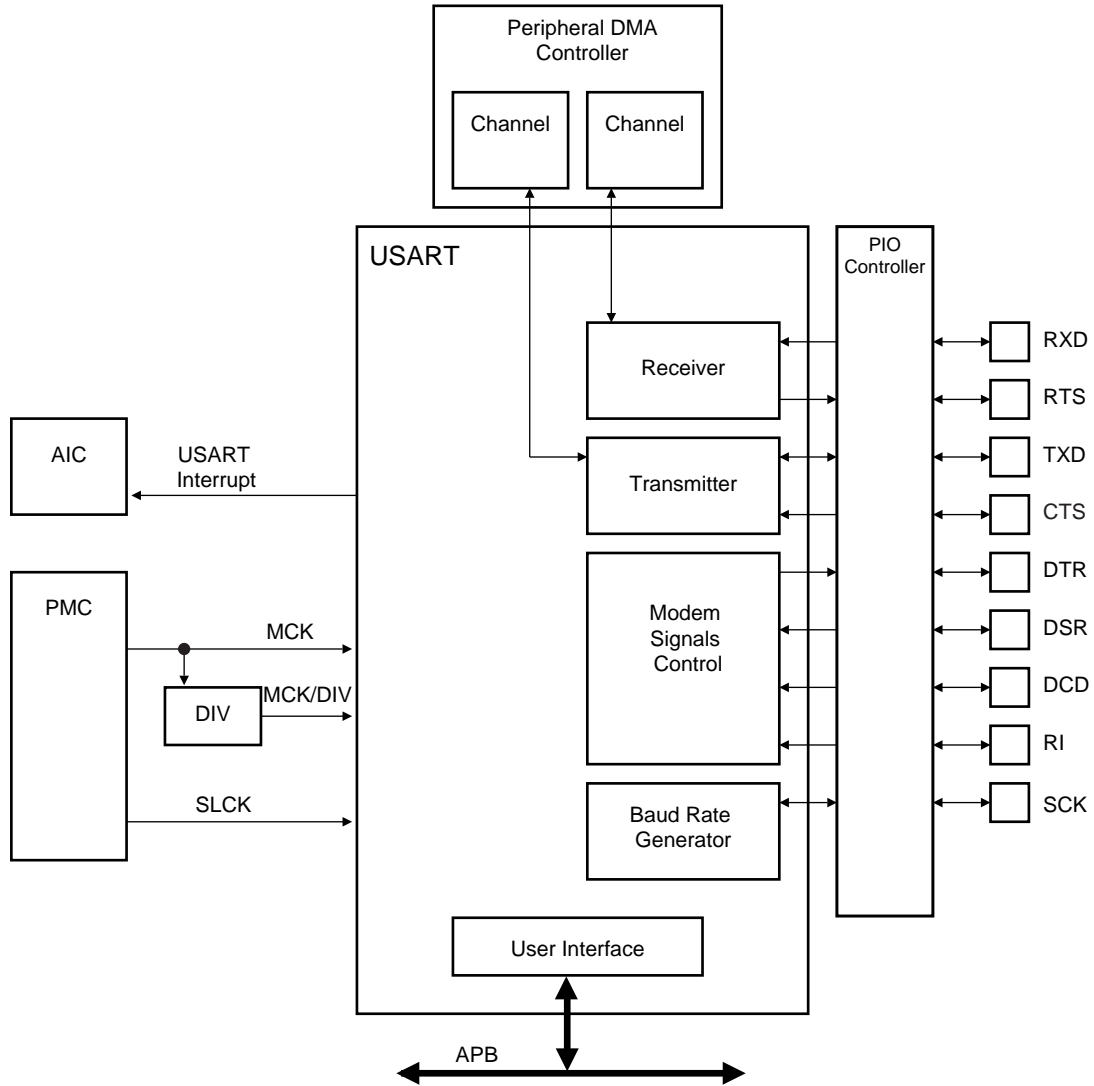 Peripheral DMA
Controller
Channel
Channel
USART
PIO
Controller
RXD
Receiver
RTS
AIC
USART
Interrupt
TXD
Transmitter
CTS
DTR
PMC
Modem
Signals
Control
MCK
DSR
DCD
MCK/DIV
DIV
RI
SLCK
Baud Rate
Generator
SCK
User Interface
APB